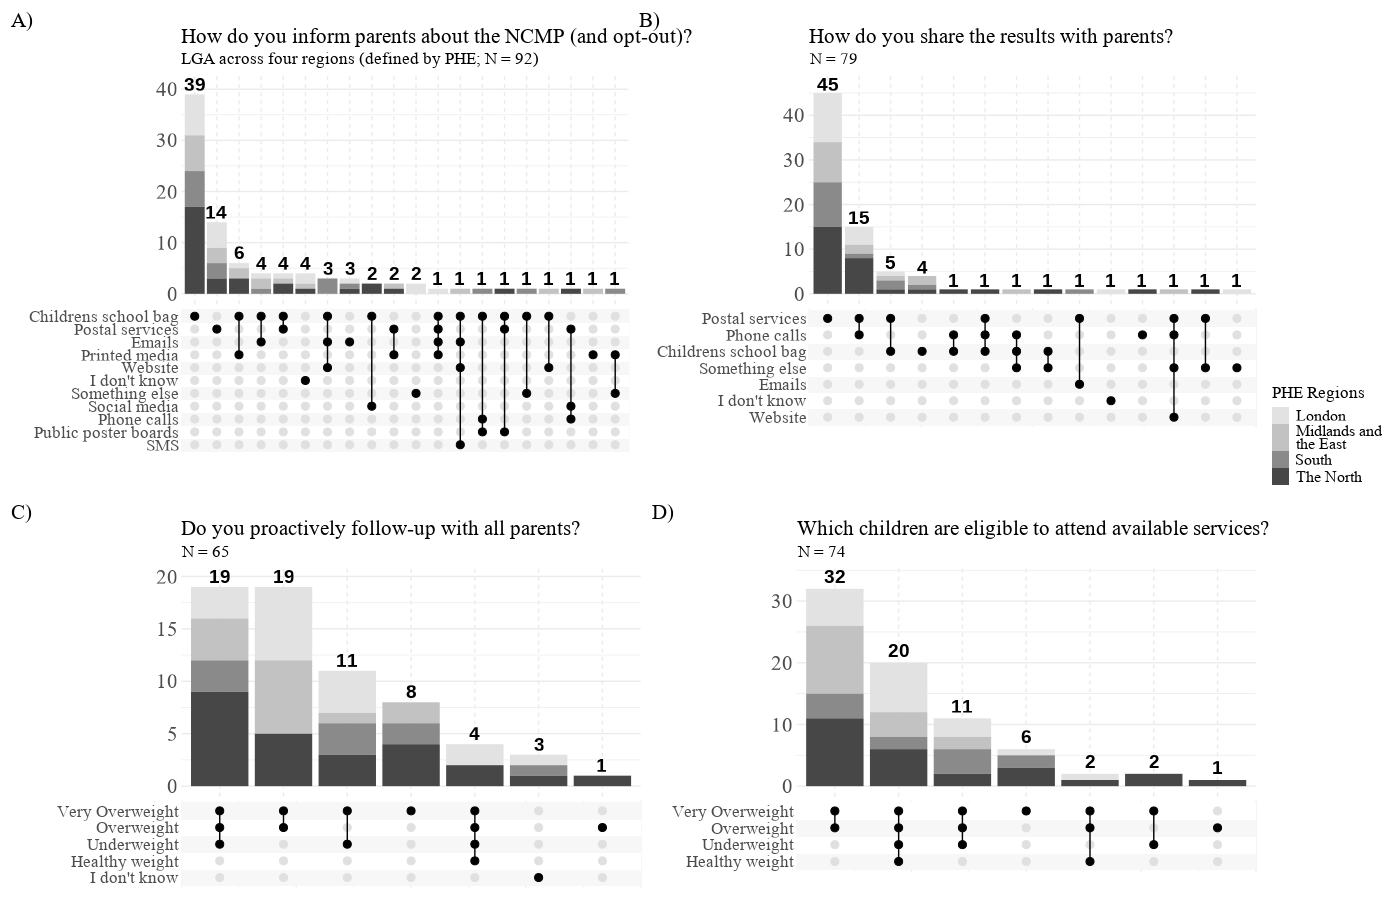 A)
How do you inform parents about the NCMP (and opt-out)?
LGA across four regions (defined by PHE; N = 92)
40
30
20
10
0
39 14 6 4 4 4 3 3 2 2 2 1 1 1 1 1 1 1 1 1
Childrens school bag
Postal services
Emails
Printed media
Website
I don't know
Something else
Social media
Phone calls
Public poster boards
SMS
B)
How do you share the results with parents?
N = 79
40
30
20
10
0
45 15 5 4 1 1 1 1 1 1 1 1 1 1
Postal services
Phone calls
Childrens school bag
Something else
Emails
I don't know
Website
PHE Regions
London
Midlands and
the East
South
The North
C)
Do you proactively follow-up with all parents?
N = 65
20
15
10
5
0
19 19 11 8 4 3 1
Very Overweight
Overweight
Underweight
Healthy weight
I don't know
D)
Which children are eligible to attend available services?
N = 74
30
20
10
0
32 20 11 6 2 2 1
Very Overweight
Overweight
Underweight
Healthy weight